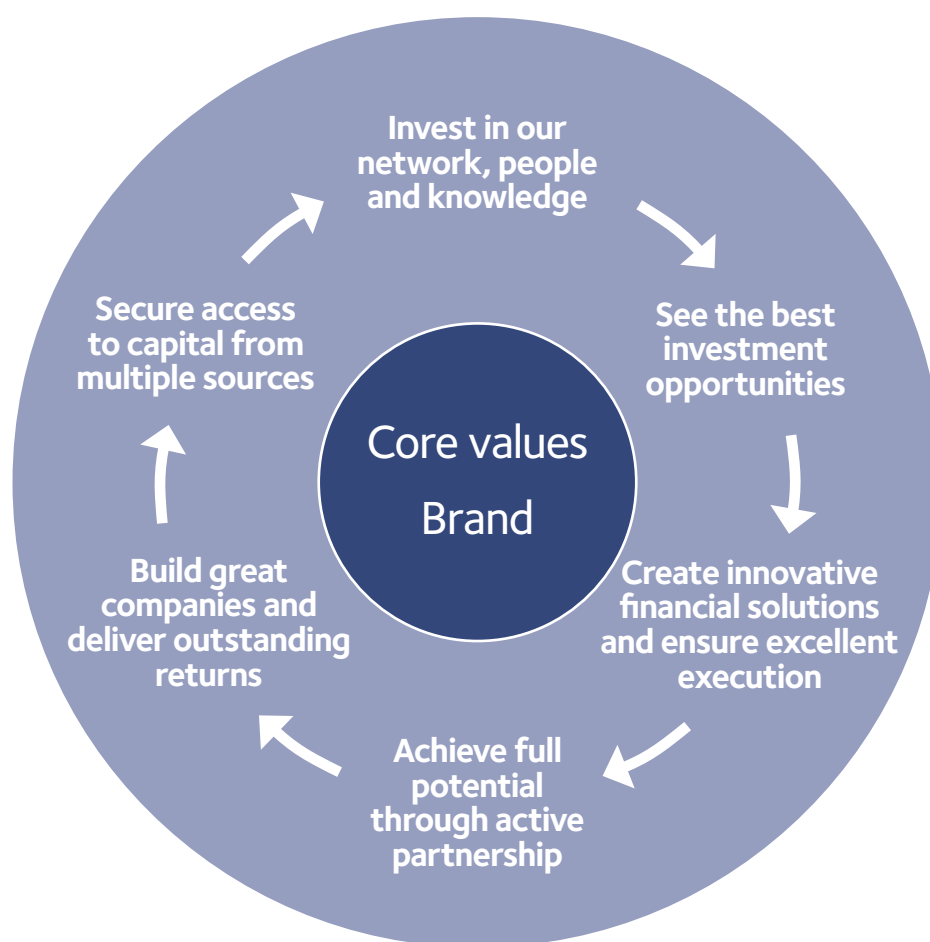 Invest in our
network, people
and knowledge
See the best
investment
opportunities
Create innovative
financial solutions
and ensure excellent
execution
Achieve full
potential
through active
partnership
Build great
companies and
deliver outstanding
returns
Secure access
to capital from
multiple sources
Core values
Brand